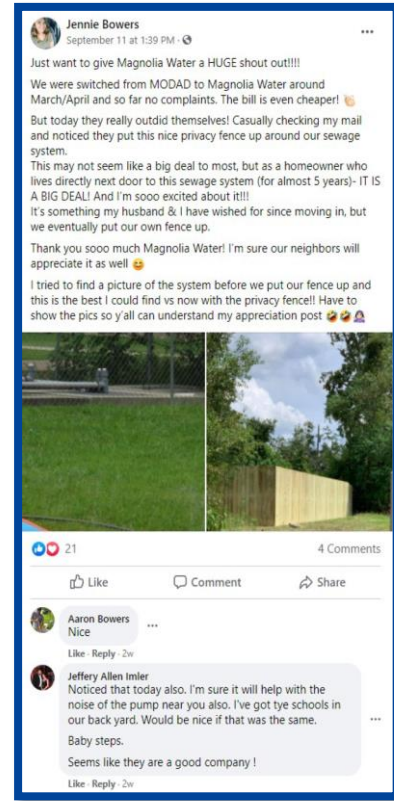 Jennie Bowers
September 11 at 1:39 PM ·
Just want to give Magnolia Water a HUGE shout out!!!!
We were switched from MODAD to Magnolia Water around
March/April and so far no complaints. The bill is even cheaper!
But today they really outdid themselves! Casually checking my mail
and noticed they put this nice privacy fence up around our sewage
system.
This may not seem like a big deal to most, but as a homeowner who
lives directly next door to this sewage system (for almost 5 years)- IT IS
A BIG DEAL! And I'm sooo excited about it!!!
It's something my husband & I have wished for since moving in, but
we eventually put our own fence up.
Thank you sooo much Magnolia Water! I'm sure our neighbors will
appreciate it as well 😄
I tried to find a picture of the system before we put our fence up and
this is the best I could find vs now with the privacy fence!! Have to
show the pics so y'all can understand my appreciation post 🤣🤣🤦🏻‍♀️
21
4 Comments
Like
Comment
Share
Aaron Bowers
Nice
Like · Reply · 2w
Jeffery Allen Imler
Noticed that today also. I'm sure it will help with the
noise of the pump near you also. I've got tye schools in
our back yard. Would be nice if that was the same.
Baby steps.
Seems like they are a good company !
Like · Reply · 2w